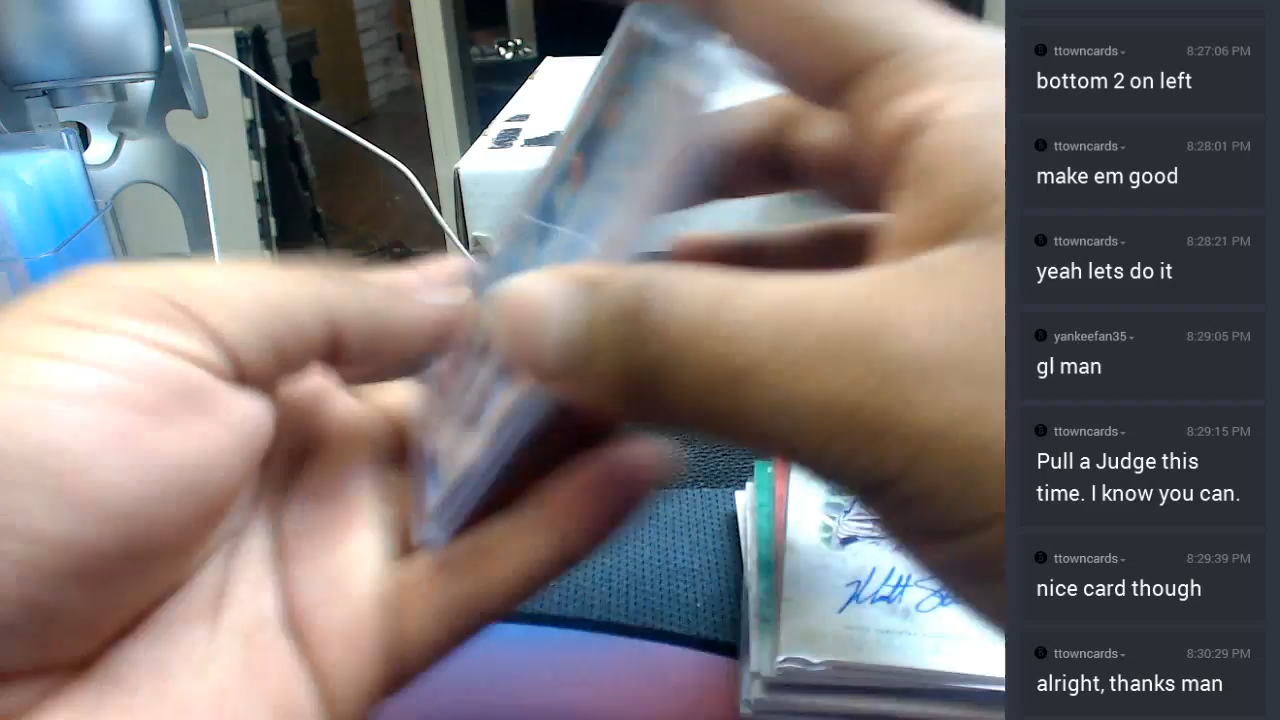 ttowncards 8:27:06 PM
bottom 2 on left
ttowncards 8:28:01 PM
make em good
ttowncards 8:28:21 PM
yeah lets do it
yankeefan35 8:29:05 PM
gl man
ttowncards 8:29:15 PM
Pull a Judge this
time. I know you can.
ttowncards 8:29:39 PM
nice card though
ttowncards 8:30:29 PM
alright, thanks man
Matt